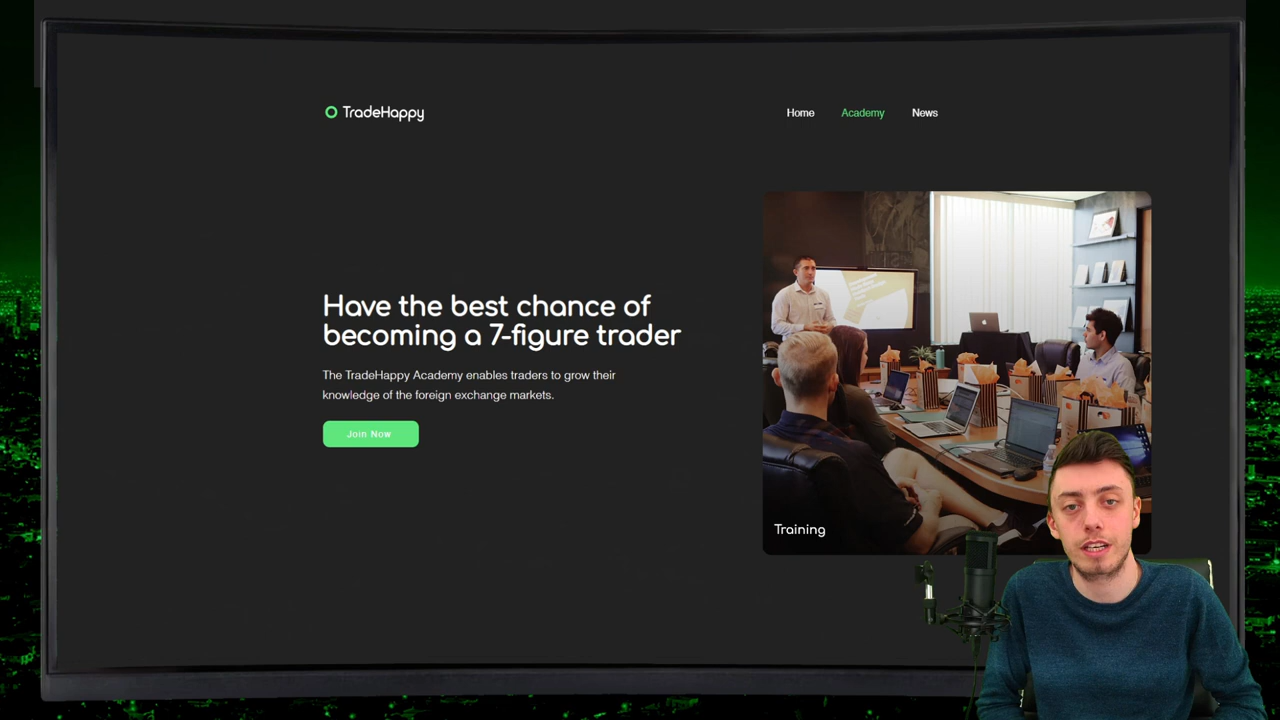 TradeHappy
Home
Academy
News
Have the best chance of
becoming a 7-figure trader
The TradeHappy Academy enables traders to grow their
knowledge of the foreign exchange markets.
Join Now
Training